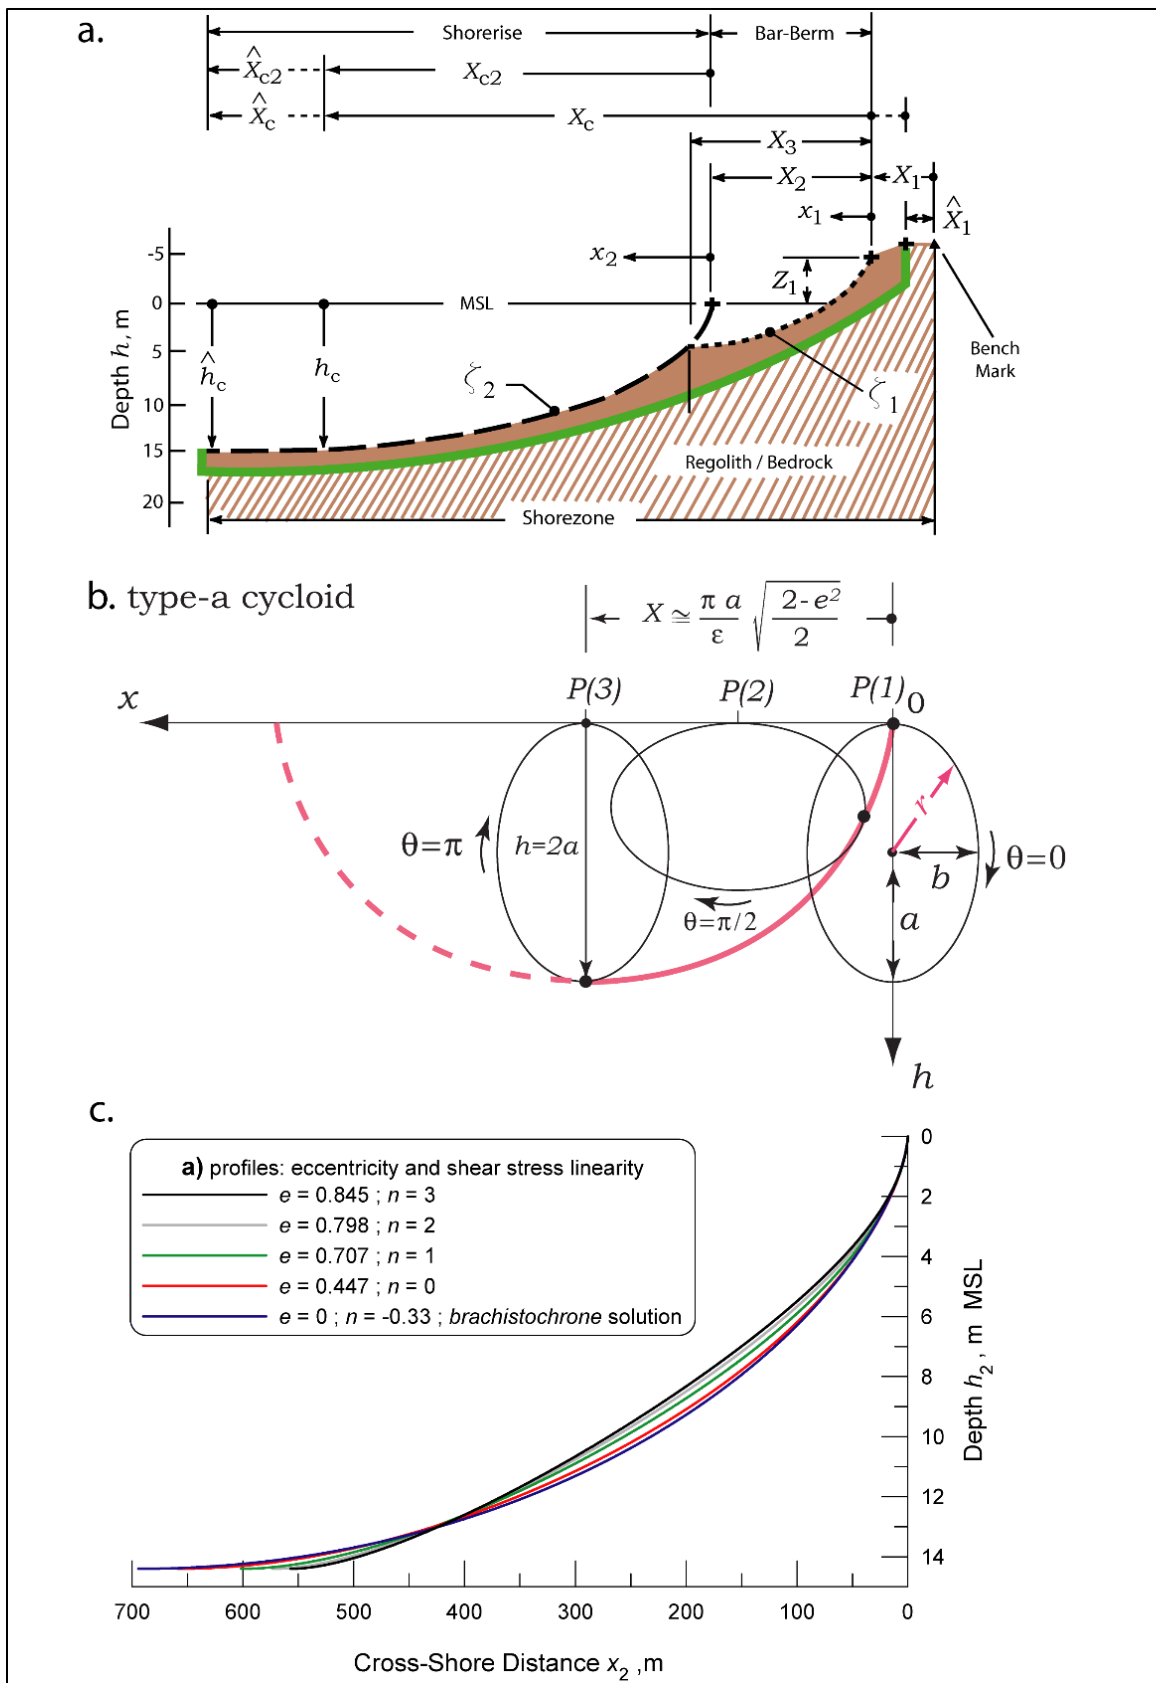 a.
Shorerise
Bar-Berm
X̂c2
Xc2
X̂c
Xc
X3
X2
X1
x1
X̂1
x2
Z1
-5
0
5
10
15
20
Depth h, m
MSL
ĥc
hc
ζ2
ζ1
Bench
Mark
Regolith / Bedrock
Shorezone
b. type-a cycloid
X ≅ π a / ε √((2-e²)/2)
x
P(3)
P(2)
P(1)
0
θ=π
h=2a
r
b
θ=0
a
θ=π/2
h
c.
a) profiles: eccentricity and shear stress linearity
e = 0.845 ; n = 3
e = 0.798 ; n = 2
e = 0.707 ; n = 1
e = 0.447 ; n = 0
e = 0 ; n = -0.33 ; brachistochrone solution
0
2
4
6
8
10
12
14
Depth h2 , m MSL
700 600 500 400 300 200 100 0
Cross-Shore Distance x2 ,m